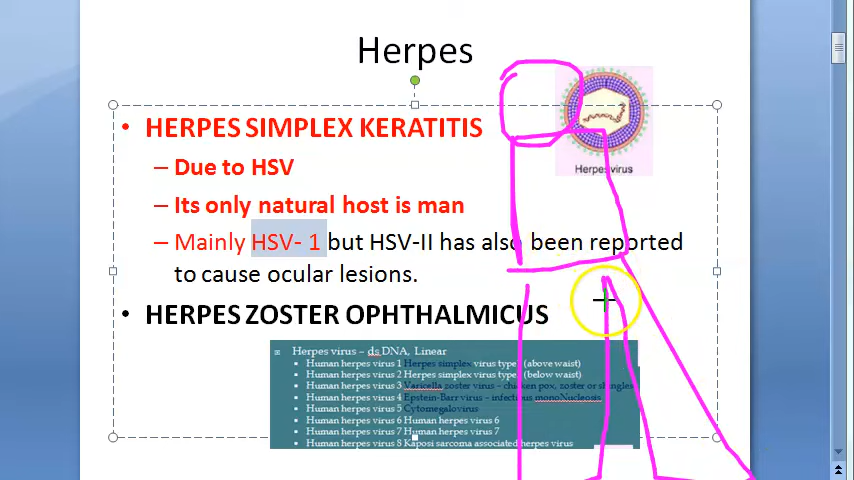 Herpes
Herpes virus
• HERPES SIMPLEX KERATITIS
– Due to HSV
– Its only natural host is man
– Mainly HSV- 1 but HSV-II has also been reported
to cause ocular lesions.
• HERPES ZOSTER OPHTHALMICUS
Herpes virus – ds DNA, Linear
• Human herpes virus 1 Herpes simplex virus type (above waist)
• Human herpes virus 2 Herpes simplex virus type (below waist)
• Human herpes virus 3 Varicella zoster virus – chicken pox, zoster or shingles
• Human herpes virus 4 Epstein-Barr virus – infectious monoNucleosis
• Human herpes virus 5 Cytomegalovirus
• Human herpes virus 6 Human herpes virus 6
• Human herpes virus 7 Human herpes virus 7
• Human herpes virus 8 Kaposi sarcoma associated herpes virus